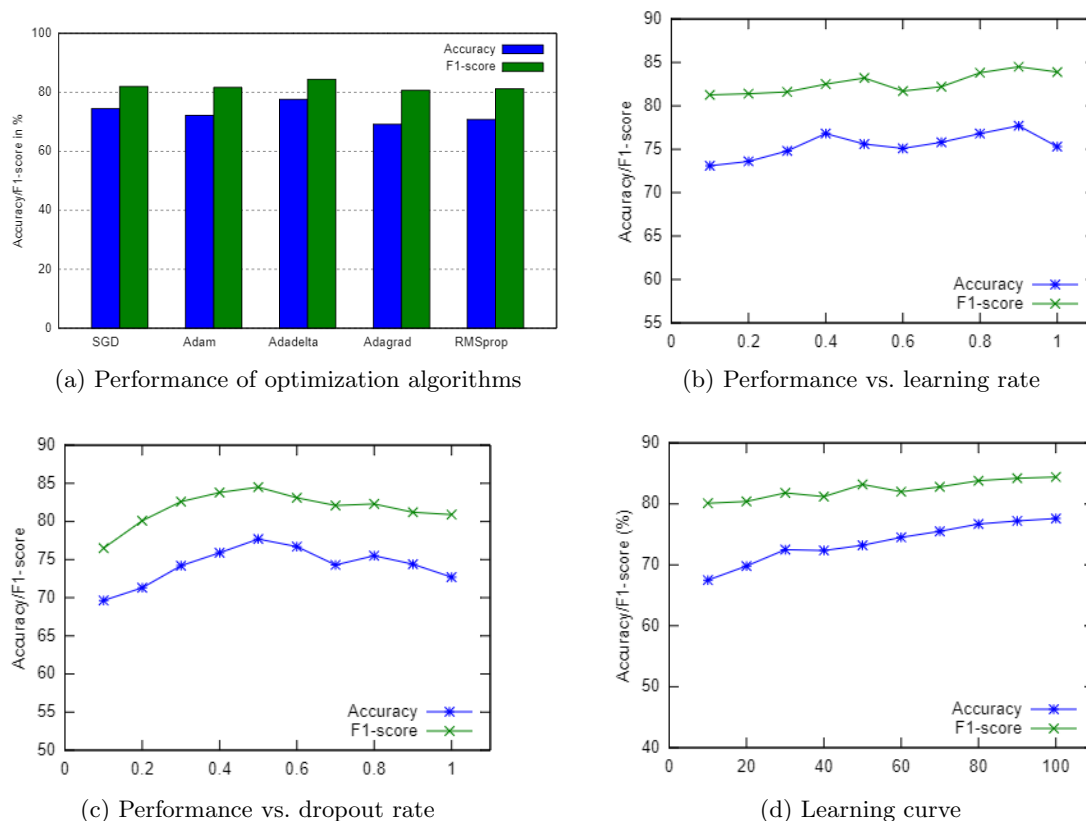 100
80
60
40
20
0
Accuracy/F1-score in %
Accuracy
F1-score
SGD Adam Adadelta Adagrad RMSprop
(a) Performance of optimization algorithms
90
85
80
75
70
65
60
55
Accuracy/F1-score
Accuracy
F1-score
0 0.2 0.4 0.6 0.8 1
(b) Performance vs. learning rate
90
85
80
75
70
65
60
55
50
Accuracy/F1-score
Accuracy
F1-score
0 0.2 0.4 0.6 0.8 1
(c) Performance vs. dropout rate
90
80
70
60
50
40
Accuracy/F1-score (%)
Accuracy
F1-score
0 20 40 60 80 100
(d) Learning curve